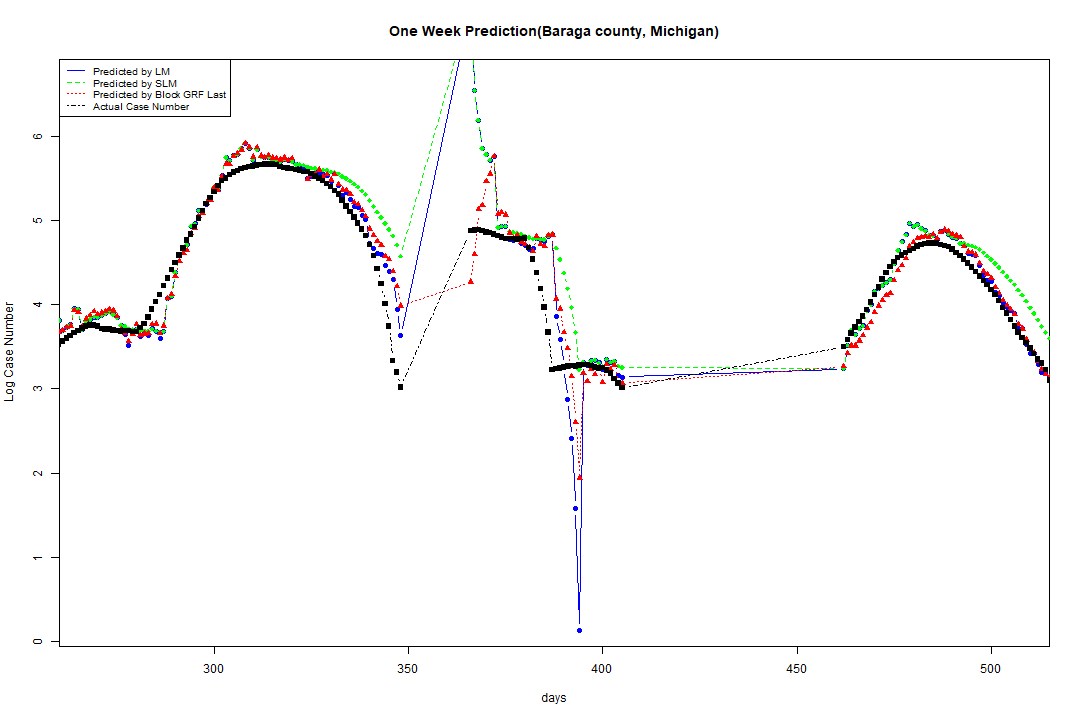 One Week Prediction(Baraga county, Michigan)
Predicted by LM
Predicted by SLM
Predicted by Block GRF Last
Actual Case Number
Log Case Number
6
5
4
3
2
1
0
300 350 400 450 500
days